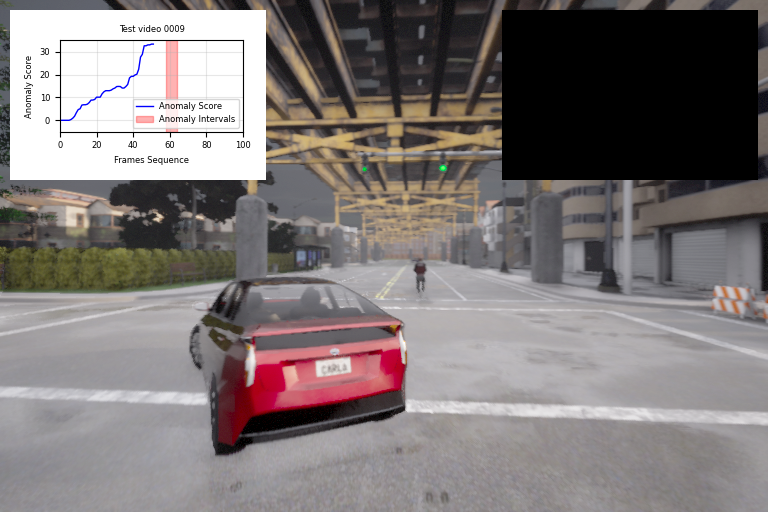 Test video 0009
Anomaly Score
30
20
10
0
Anomaly Score
Anomaly Intervals
0 20 40 60 80 100
Frames Sequence
CARLA